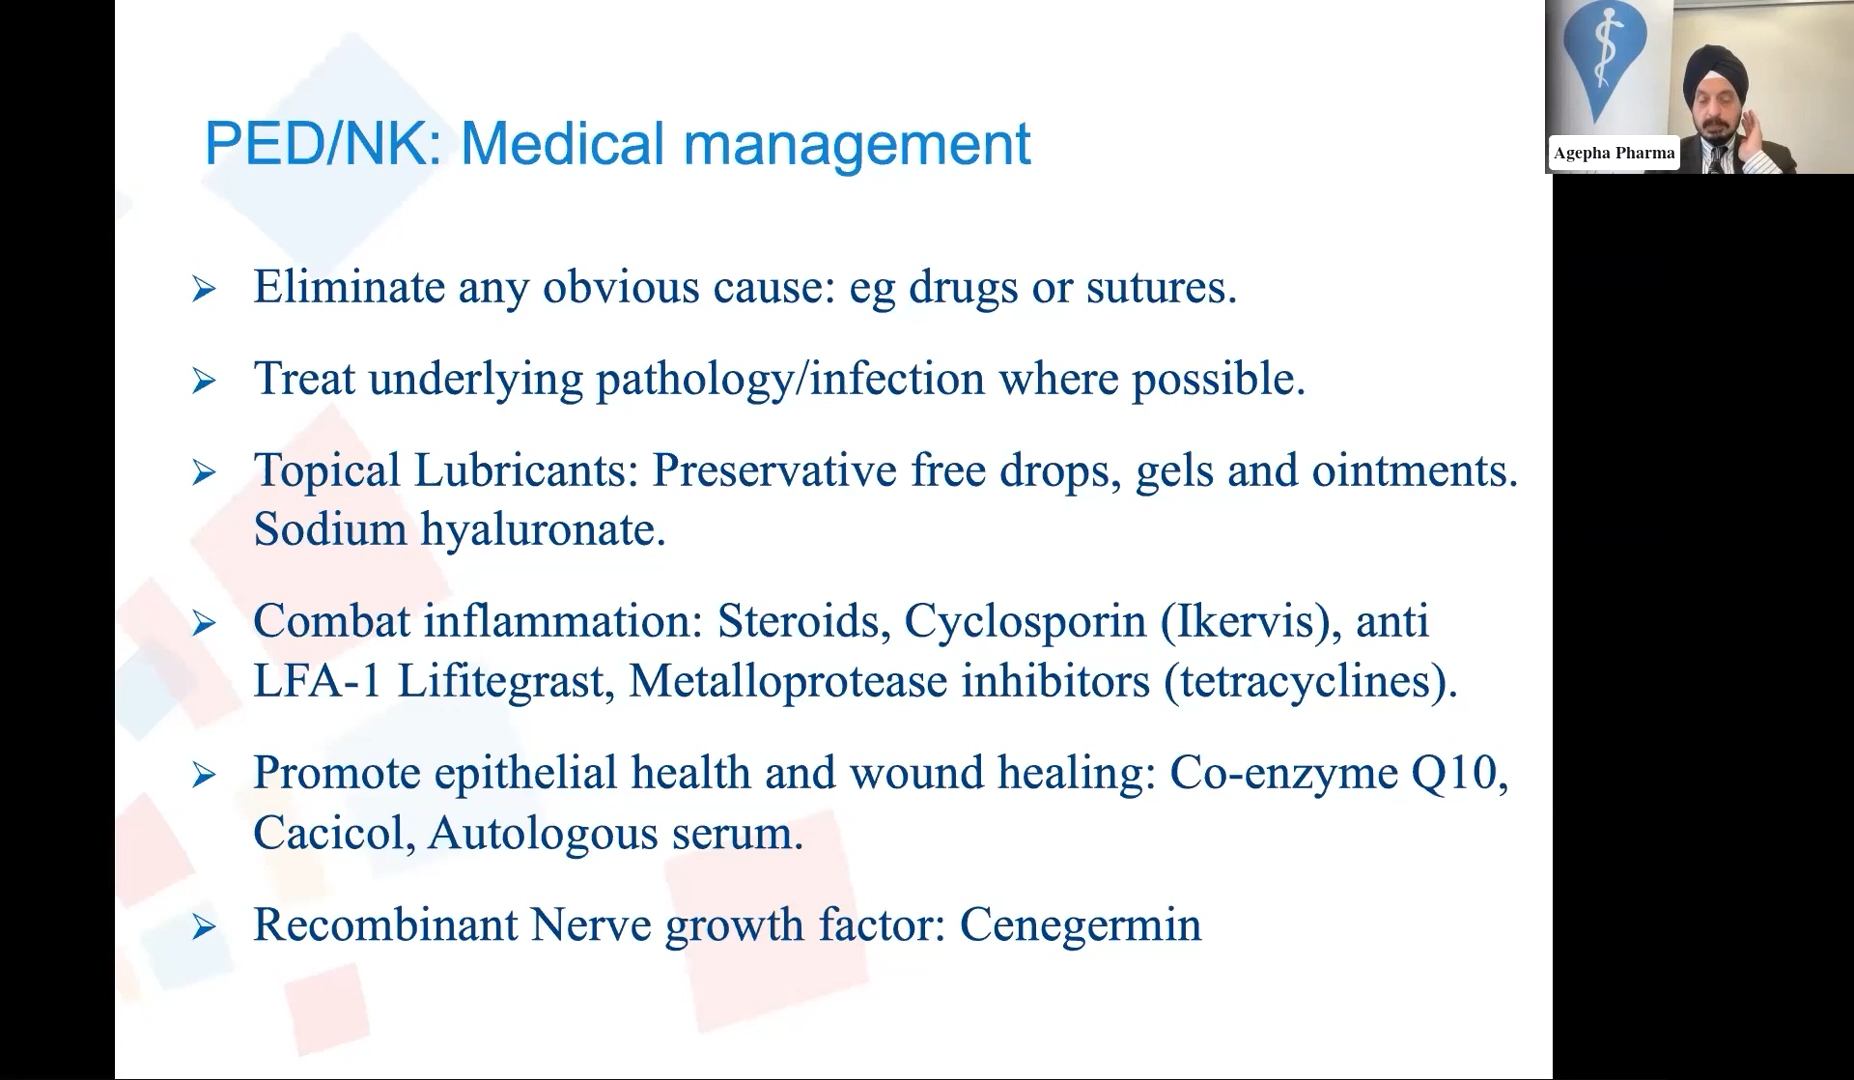 PED/NK: Medical management
Agepha Pharma
Eliminate any obvious cause: eg drugs or sutures.
Treat underlying pathology/infection where possible.
Topical Lubricants: Preservative free drops, gels and ointments.
Sodium hyaluronate.
Combat inflammation: Steroids, Cyclosporin (Ikervis), anti
LFA-1 Lifitegrast, Metalloprotease inhibitors (tetracyclines).
Promote epithelial health and wound healing: Co-enzyme Q10,
Cacicol, Autologous serum.
Recombinant Nerve growth factor: Cenegermin